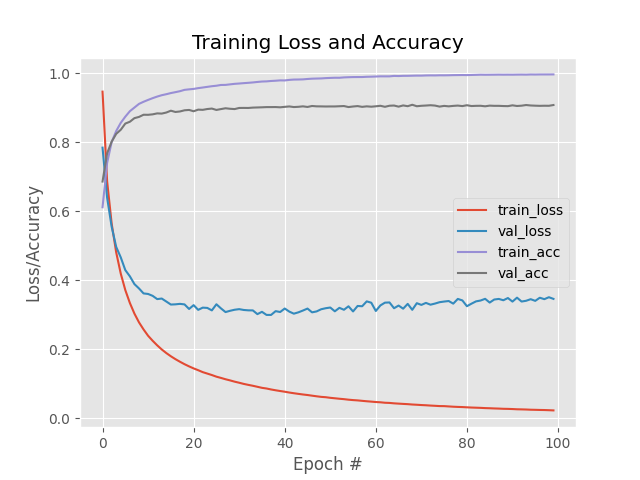 Training Loss and Accuracy
Loss/Accuracy
1.0
0.8
0.6
0.4
0.2
0.0
train_loss
val_loss
train_acc
val_acc
0
20
40
60
80
100
Epoch #